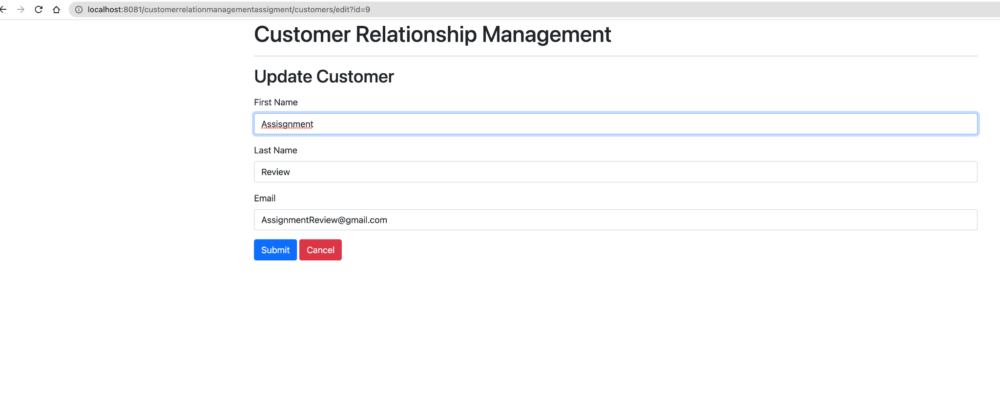 localhost:8081/customerrelationmanagementassigment/customers/edit?id=9
Customer Relationship Management
Update Customer
First Name
Assisgnment
Last Name
Review
Email
AssignmentReview@gmail.com
Submit Cancel